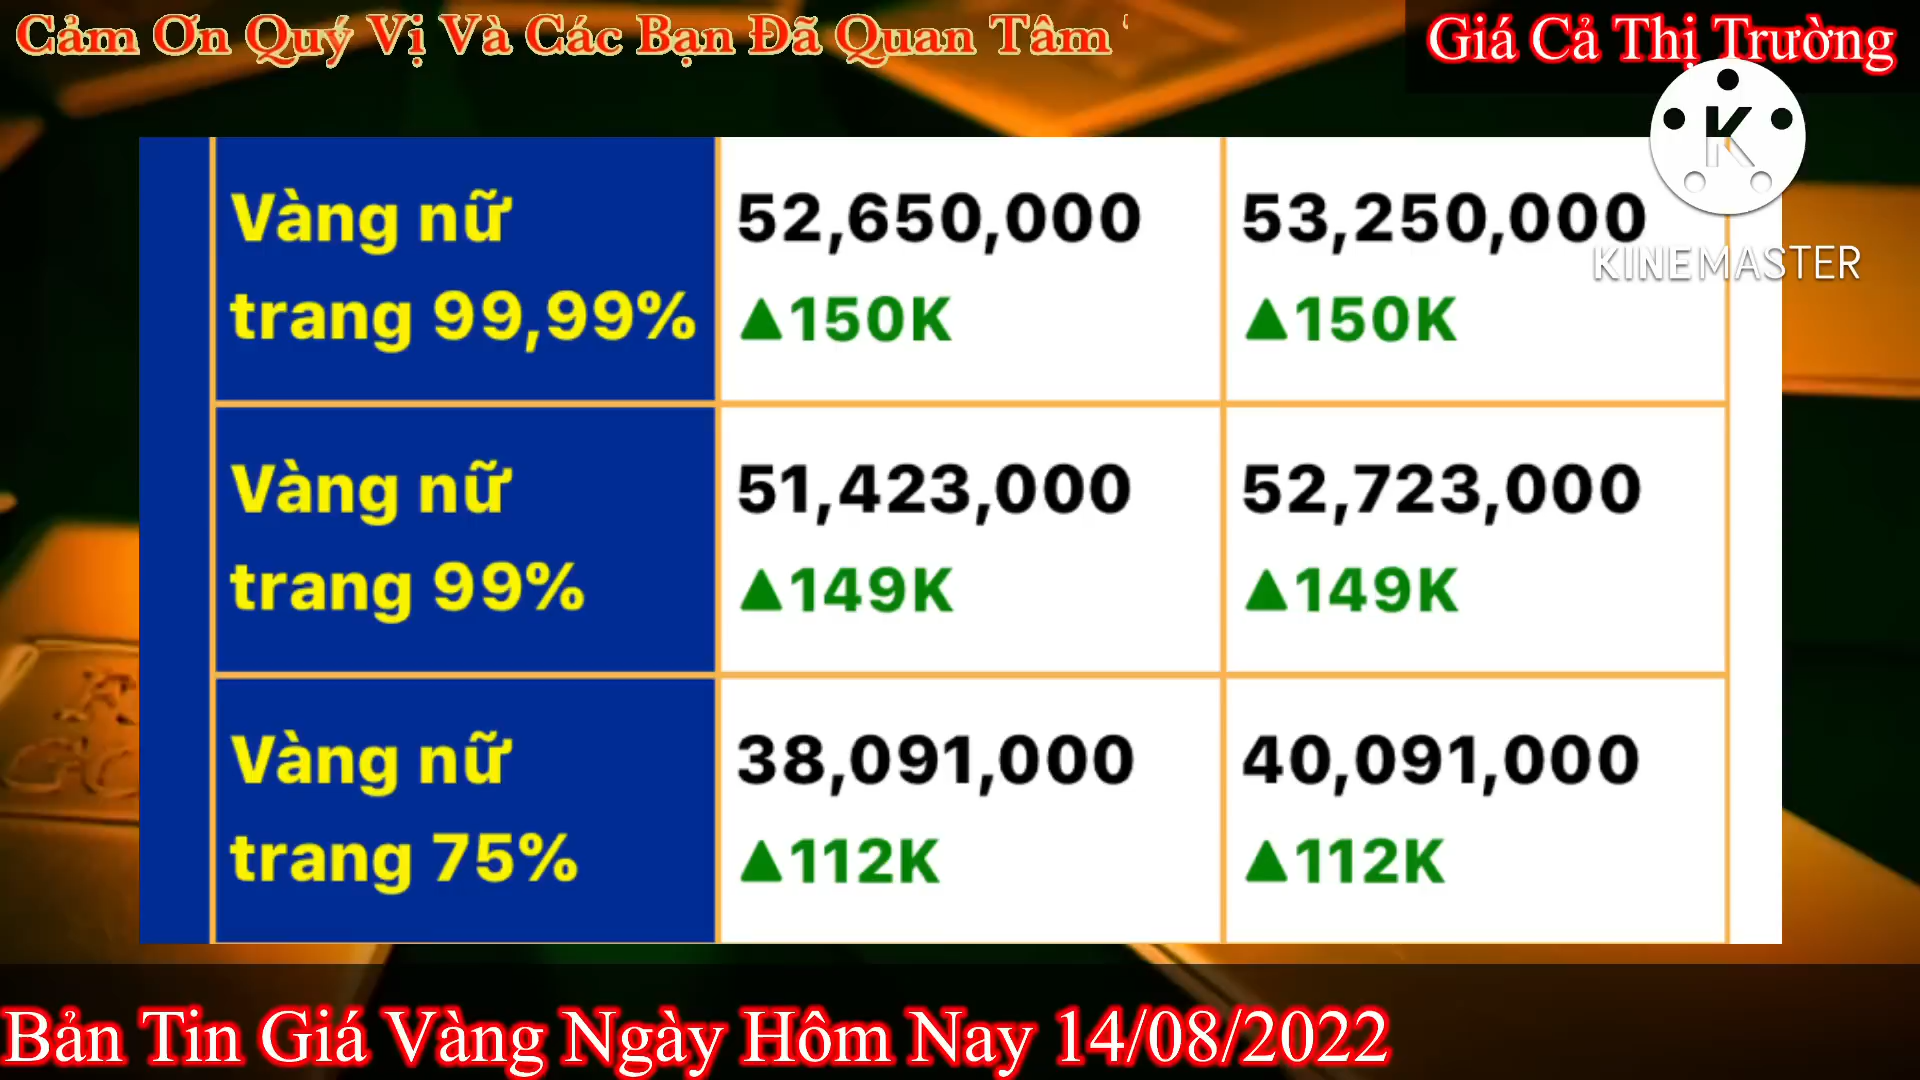 Cảm Ơn Quý Vị Và Các Bạn Đã Quan Tâm
Giá Cả Thị Trường
K
KINEMASTER
Vàng nữ
trang 99,99%
52,650,000
▲150K
53,250,000
▲150K
Vàng nữ
trang 99%
51,423,000
▲149K
52,723,000
▲149K
Vàng nữ
trang 75%
38,091,000
▲112K
40,091,000
▲112K
Bản Tin Giá Vàng Ngày Hôm Nay 14/08/2022